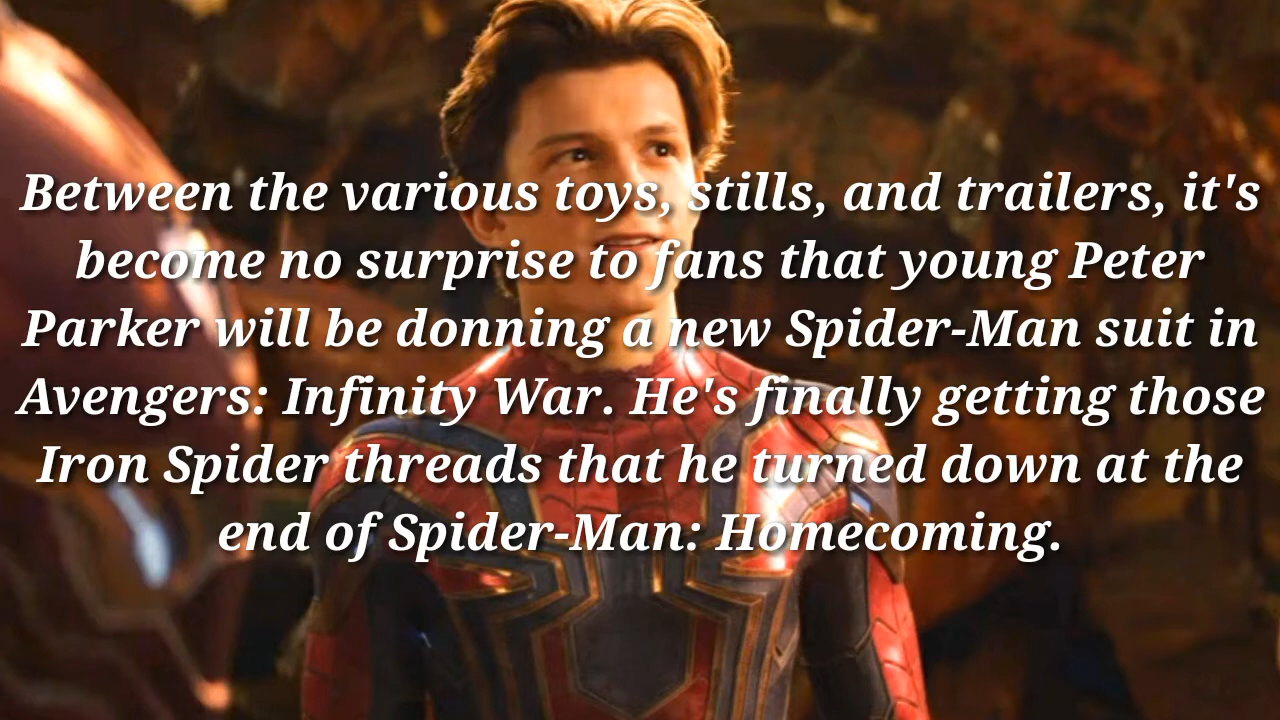 Between the various toys, stills, and trailers, it's
become no surprise to fans that young Peter
Parker will be donning a new Spider-Man suit in
Avengers: Infinity War. He's finally getting those
Iron Spider threads that he turned down at the
end of Spider-Man: Homecoming.